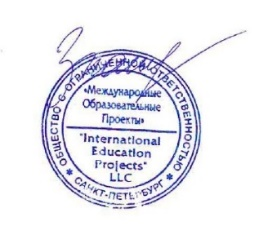 ОБЩЕСТВО С ОГРАНИЧЕННОЙ ОТВЕТСТВЕННОСТЬЮ
«Международные
Образовательные
Проекты»
"International
Education
Projects"
LLC
* САНКТ-ПЕТЕРБУРГ *